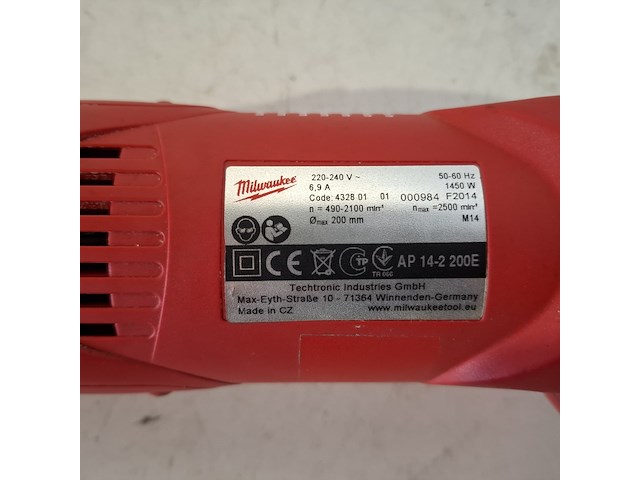 Milwaukee
220-240 V ~ 50-60 Hz
6,9 A 1450 W
Code: 4328 01 01 000984 F2014
n = 490-2100 min⁻¹ nmax =2500 min⁻¹
Ømax 200 mm M14
CE TP AP 14-2 200E
Techtronic Industries GmbH
Max-Eyth-Straße 10 - 71364 Winnenden-Germany
Made in CZ www.milwaukeetool.eu